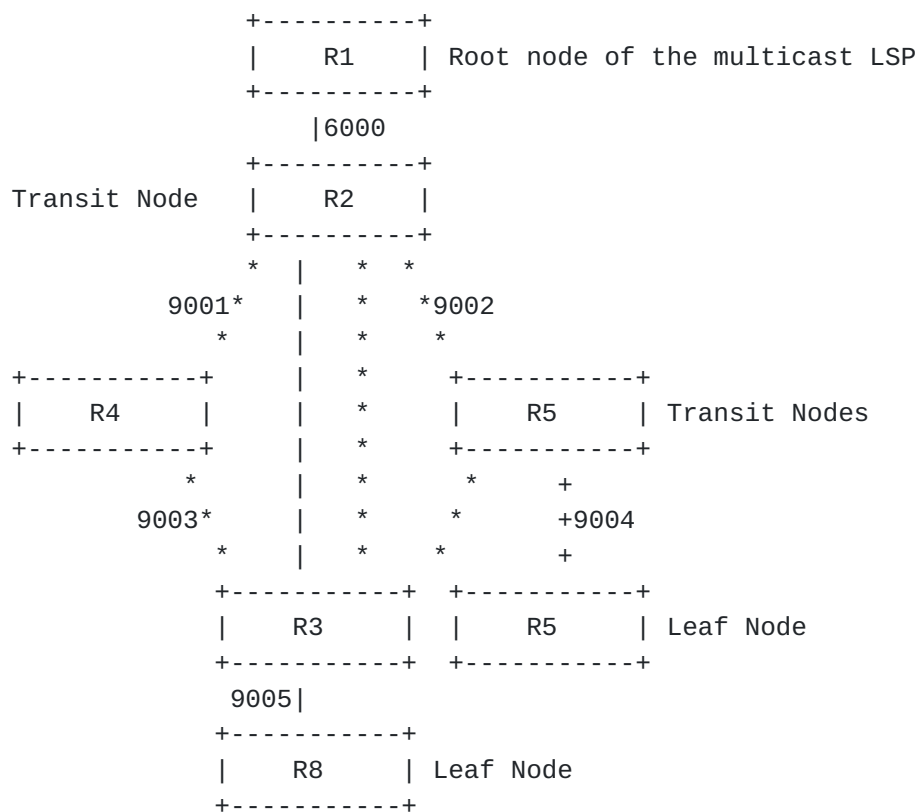 +----------+
|    R1    | Root node of the multicast LSP
+----------+
|6000
+----------+
Transit Node   |    R2    |
+----------+
*  |   *  *
9001*   |   *   *9002
*    |   *    *
+-----------+     |   *     +-----------+
|    R4     |     |   *     |    R5     | Transit Nodes
+-----------+     |   *     +-----------+
*      |   *      *     +
9003*     |   *     *      +9004
*    |   *    *       +
+-----------+  +-----------+
|    R3     |  |    R5     | Leaf Node
+-----------+  +-----------+
9005|
+-----------+
|    R8     | Leaf Node
+-----------+